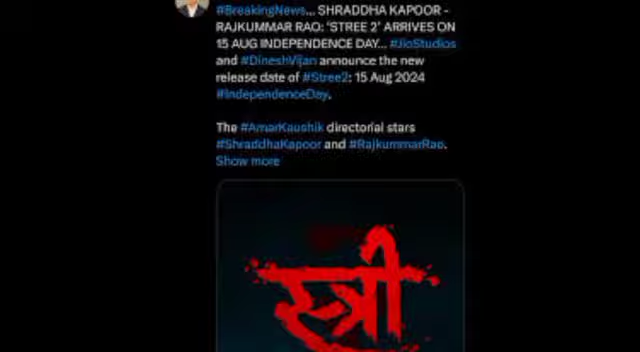 #BreakingNews... SHRADDHA KAPOOR -
RAJKUMMAR RAO: 'STREE 2' ARRIVES ON
15 AUG INDEPENDENCE DAY... #JioStudios
and #DineshVijan announce the new
release date of #Stree2: 15 Aug 2024
#IndependenceDay.
The #AmarKaushik directorial stars
#ShraddhaKapoor and #RajkummarRao.
Show more
स्त्री